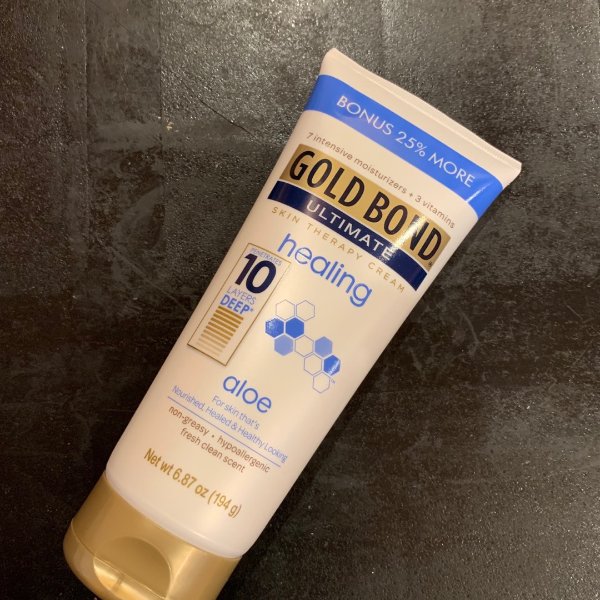 BONUS 25% MORE
7 intensive moisturizers + 3 vitamins
GOLD BOND
ULTIMATE
SKIN THERAPY CREAM
healing
PENETRATES
10
LAYERS
DEEP*
aloe
For skin that's
Nourished, Healed & Healthy Looking
non-greasy • hypoallergenic
fresh clean scent
Net wt 6.87 oz (194 g)